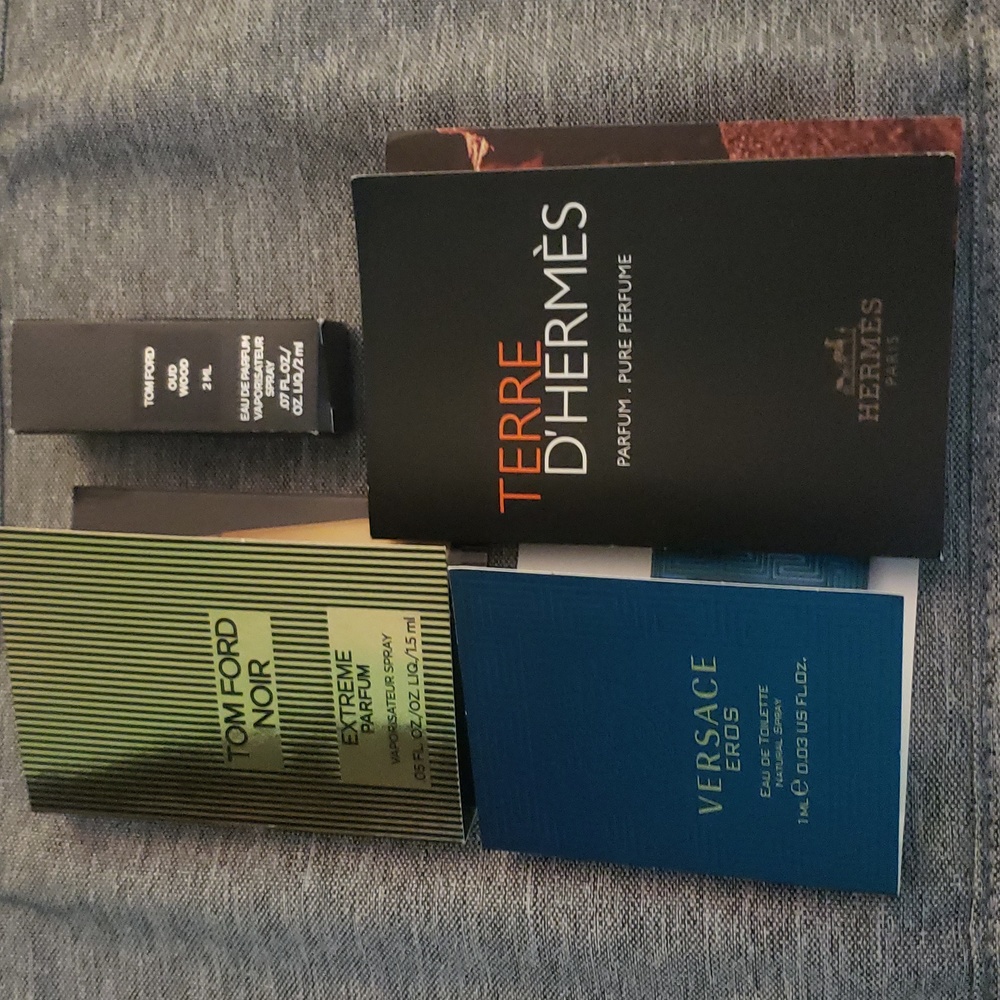 TOM FORD
NOIR
EXTREME
PARFUM
VAPORISATEUR SPRAY
.05 FL. OZ./OZ. LIQ./1.5 ml
TOM FORD
OUD
WOOD
2 ML
EAU DE PARFUM
VAPORISATEUR
SPRAY
.07 FL.OZ./
OZ. LIQ./2 ml
VERSACE
EROS
EAU DE TOILETTE
NATURAL SPRAY
1 ML e 0.03 US FL.OZ.
TERRE
D'HERMÈS
PARFUM . PURE PERFUME
HERMÈS
PARIS